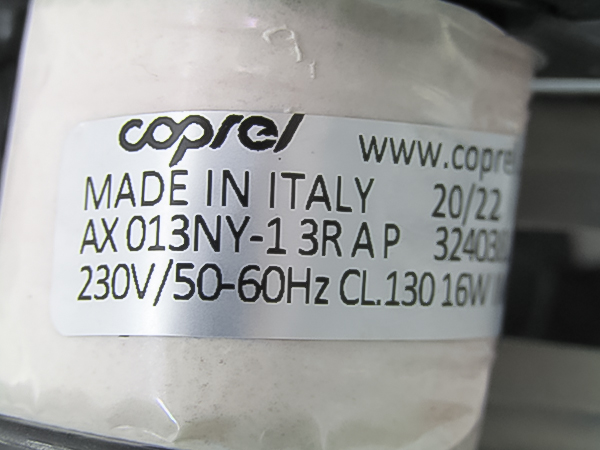 coprel www.coprel
MADE IN ITALY 20/22
AX 013NY-1 3R A P
230V/50-60Hz CL.130 16W